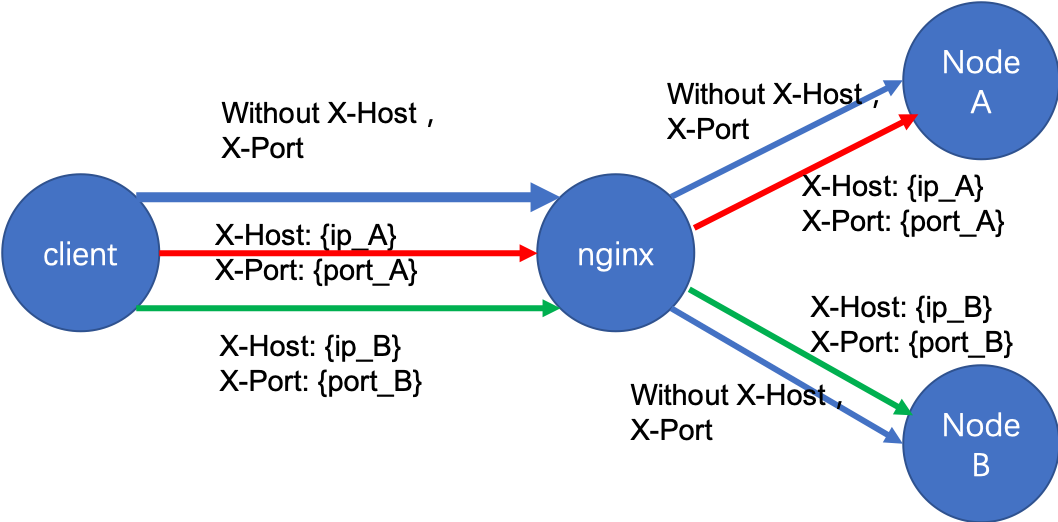 Without X-Host ,
X-Port
client
X-Host: {ip_A}
X-Port: {port_A}
X-Host: {ip_B}
X-Port: {port_B}
nginx
Without X-Host ,
X-Port
Node
A
X-Host: {ip_A}
X-Port: {port_A}
X-Host: {ip_B}
X-Port: {port_B}
Without X-Host ,
X-Port
Node
B